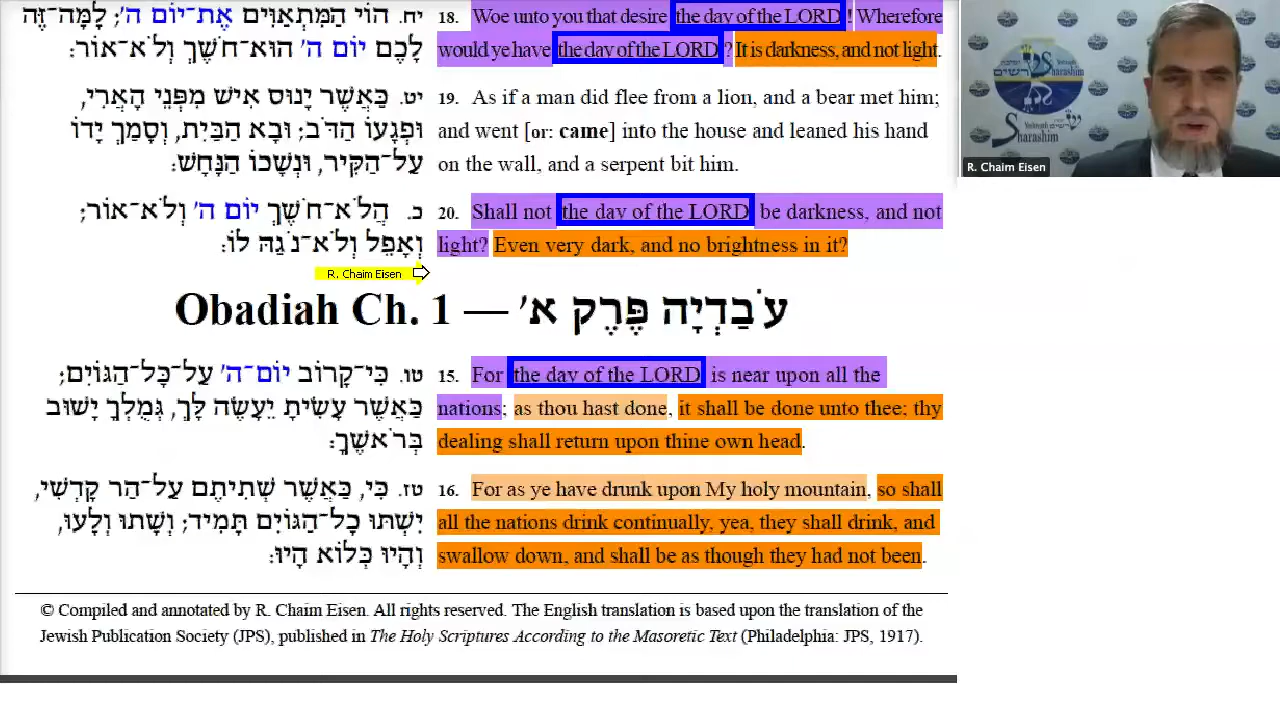 יח. הוֹי הַמִּתְאַוִּים אֶת־יוֹם ה׳; לָמָּה־זֶּה
לָכֶם יוֹם ה׳ הוּא־חֹשֶׁךְ וְלֹא־אוֹר׃
18. Woe unto you that desire the day of the LORD! Wherefore
would ye have the day of the LORD? It is darkness, and not light.
יט. כַּאֲשֶׁר יָנוּס אִישׁ מִפְּנֵי הָאֲרִי,
וּפְגָעוֹ הַדֹּב; וּבָא הַבַּיִת, וְסָמַךְ יָדוֹ
עַל־הַקִּיר, וּנְשָׁכוֹ הַנָּחָשׁ׃
19. As if a man did flee from a lion, and a bear met him;
and went [or: came] into the house and leaned his hand
on the wall, and a serpent bit him.
כ. הֲלֹא־חֹשֶׁךְ יוֹם ה׳ וְלֹא־אוֹר;
וְאָפֵל וְלֹא־נֹגַהּ לוֹ׃
20. Shall not the day of the LORD be darkness, and not
light? Even very dark, and no brightness in it?
R. Chaim Eisen
Obadiah Ch. 1 — עֹבַדְיָה פֶּרֶק א׳
טו. כִּי־קָרוֹב יוֹם־ה׳ עַל־כָּל־הַגּוֹיִם;
כַּאֲשֶׁר עָשִׂיתָ יֵעָשֶׂה לָּךְ, גְּמֻלְךָ יָשׁוּב
בְּרֹאשֶׁךָ׃
15. For the day of the LORD is near upon all the
nations; as thou hast done, it shall be done unto thee; thy
dealing shall return upon thine own head.
טז. כִּי, כַּאֲשֶׁר שְׁתִיתֶם עַל־הַר קָדְשִׁי,
יִשְׁתּוּ כָל־הַגּוֹיִם תָּמִיד; וְשָׁתוּ וְלָעוּ,
וְהָיוּ כְּלוֹא הָיוּ׃
16. For as ye have drunk upon My holy mountain, so shall
all the nations drink continually, yea, they shall drink, and
swallow down, and shall be as though they had not been.
© Compiled and annotated by R. Chaim Eisen. All rights reserved. The English translation is based upon the translation of the
Jewish Publication Society (JPS), published in The Holy Scriptures According to the Masoretic Text (Philadelphia: JPS, 1917).
Yeshivath
Sharashim
שרשים
Yeshivath
Sharashim
R. Chaim Eisen